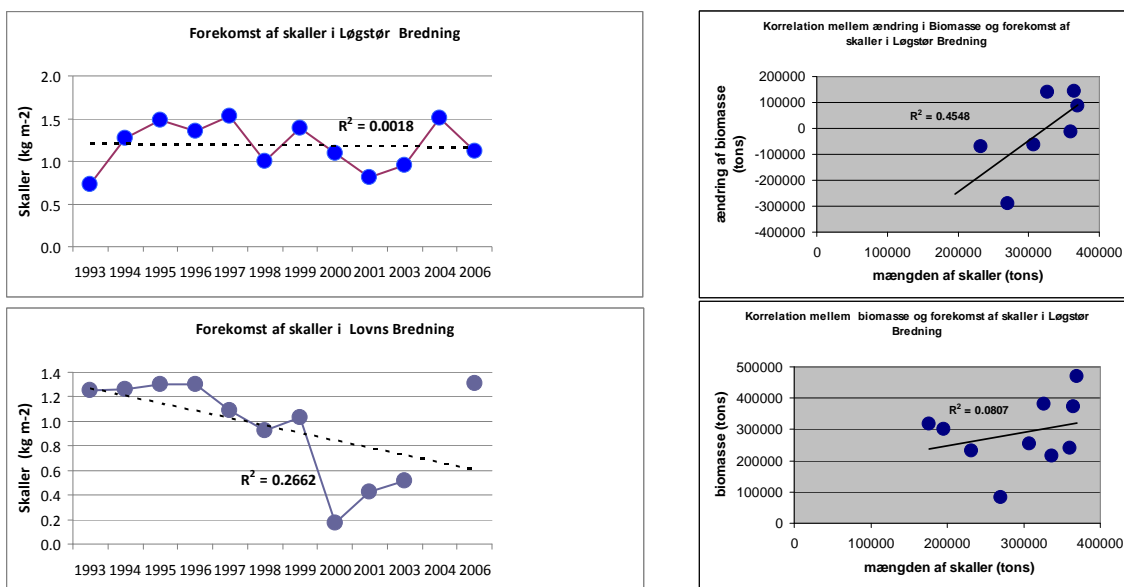 Forekomst af skaller i Løgstør Bredning
Skaller (kg m-2)
2.0
1.5
1.0
0.5
0.0
R² = 0.0018
1993 1994 1995 1996 1997 1998 1999 2000 2001 2003 2004 2006
Korrelation mellem ændring i Biomasse og forekomst af
skaller i Løgstør Bredning
ændring af biomasse
(tons)
200000
100000
0
-100000
-200000
-300000
-400000
R² = 0.4548
0 100000 200000 300000 400000
mængden af skaller (tons)
Forekomst af skaller i Lovns Bredning
Skaller (kg m-2)
1.4
1.2
1.0
0.8
0.6
0.4
0.2
0.0
R² = 0.2662
1993 1994 1995 1996 1997 1998 1999 2000 2001 2003 2004 2006
Korrelation mellem biomasse og forekomst af skaller i Løgstør
Bredning
biomasse (tons)
500000
400000
300000
200000
100000
0
R² = 0.0807
0 100000 200000 300000 400000
mængden af skaller (tons)